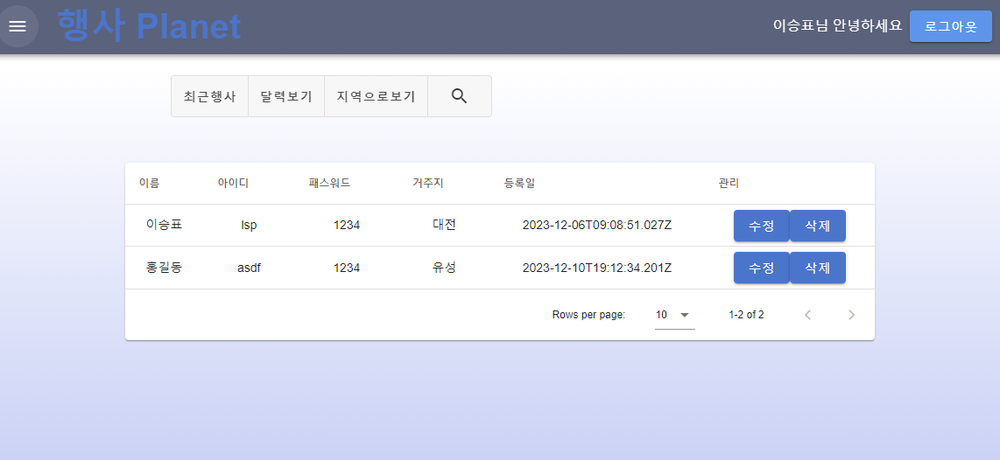 행사 Planet
이승표님 안녕하세요 로그아웃
최근행사 달력보기 지역으로보기
이름 아이디 패스워드 거주지 등록일 관리
이승표 lsp 1234 대전 2023-12-06T09:08:51.027Z 수정 삭제
홍길동 asdf 1234 유성 2023-12-10T19:12:34.201Z 수정 삭제
Rows per page: 10 1-2 of 2